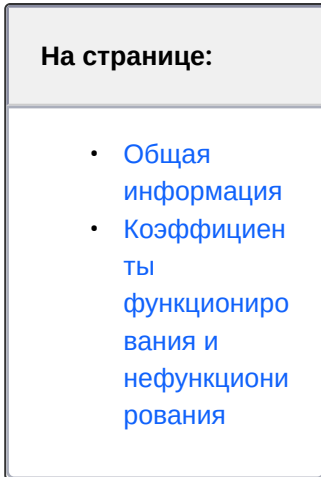 На странице:
• Общая
информация
• Коэффициен
ты
функциониро
вания и
нефункциони
рования